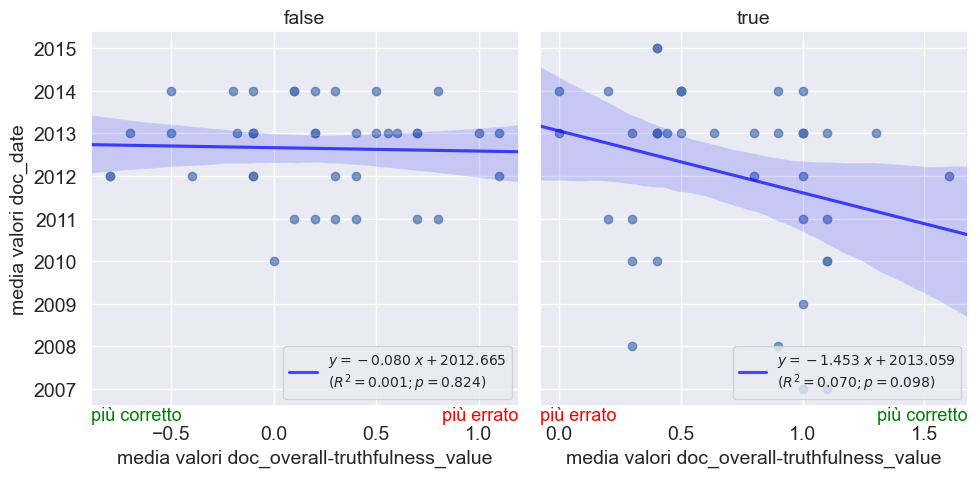 false
true
2015
2014
2013
2012
2011
2010
2009
2008
2007
media valori doc_date
y = −0.080 x + 2012.665
(R² = 0.001; p = 0.824)
y = −1.453 x + 2013.059
(R² = 0.070; p = 0.098)
più corretto
più errato
più errato
più corretto
−0.5
0.0
0.5
1.0
0.0
0.5
1.0
1.5
media valori doc_overall-truthfulness_value
media valori doc_overall-truthfulness_value